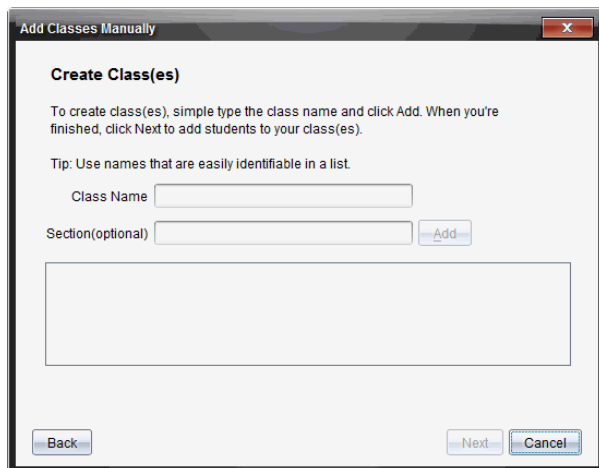 Add Classes Manually
Create Class(es)
To create class(es), simple type the class name and click Add. When you're
finished, click Next to add students to your class(es).
Tip: Use names that are easily identifiable in a list.
Class Name
Section(optional)
Add
Back
Next
Cancel